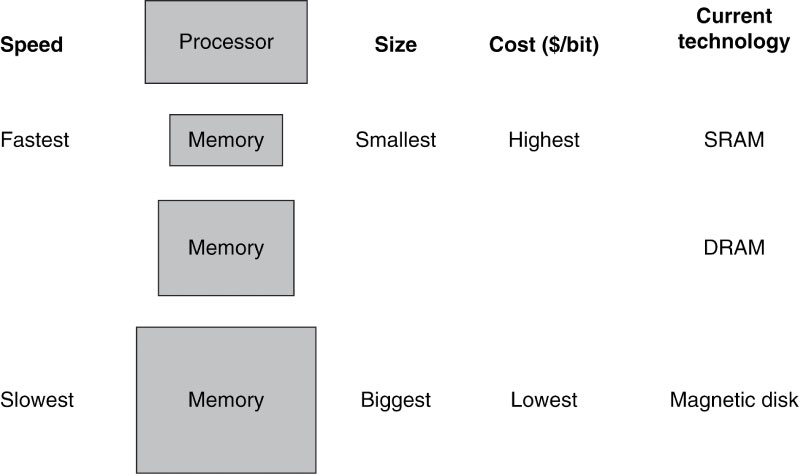 Speed
Processor
Size
Cost ($/bit)
Current
technology
Fastest
Memory
Smallest
Highest
SRAM
Memory
DRAM
Slowest
Memory
Biggest
Lowest
Magnetic disk